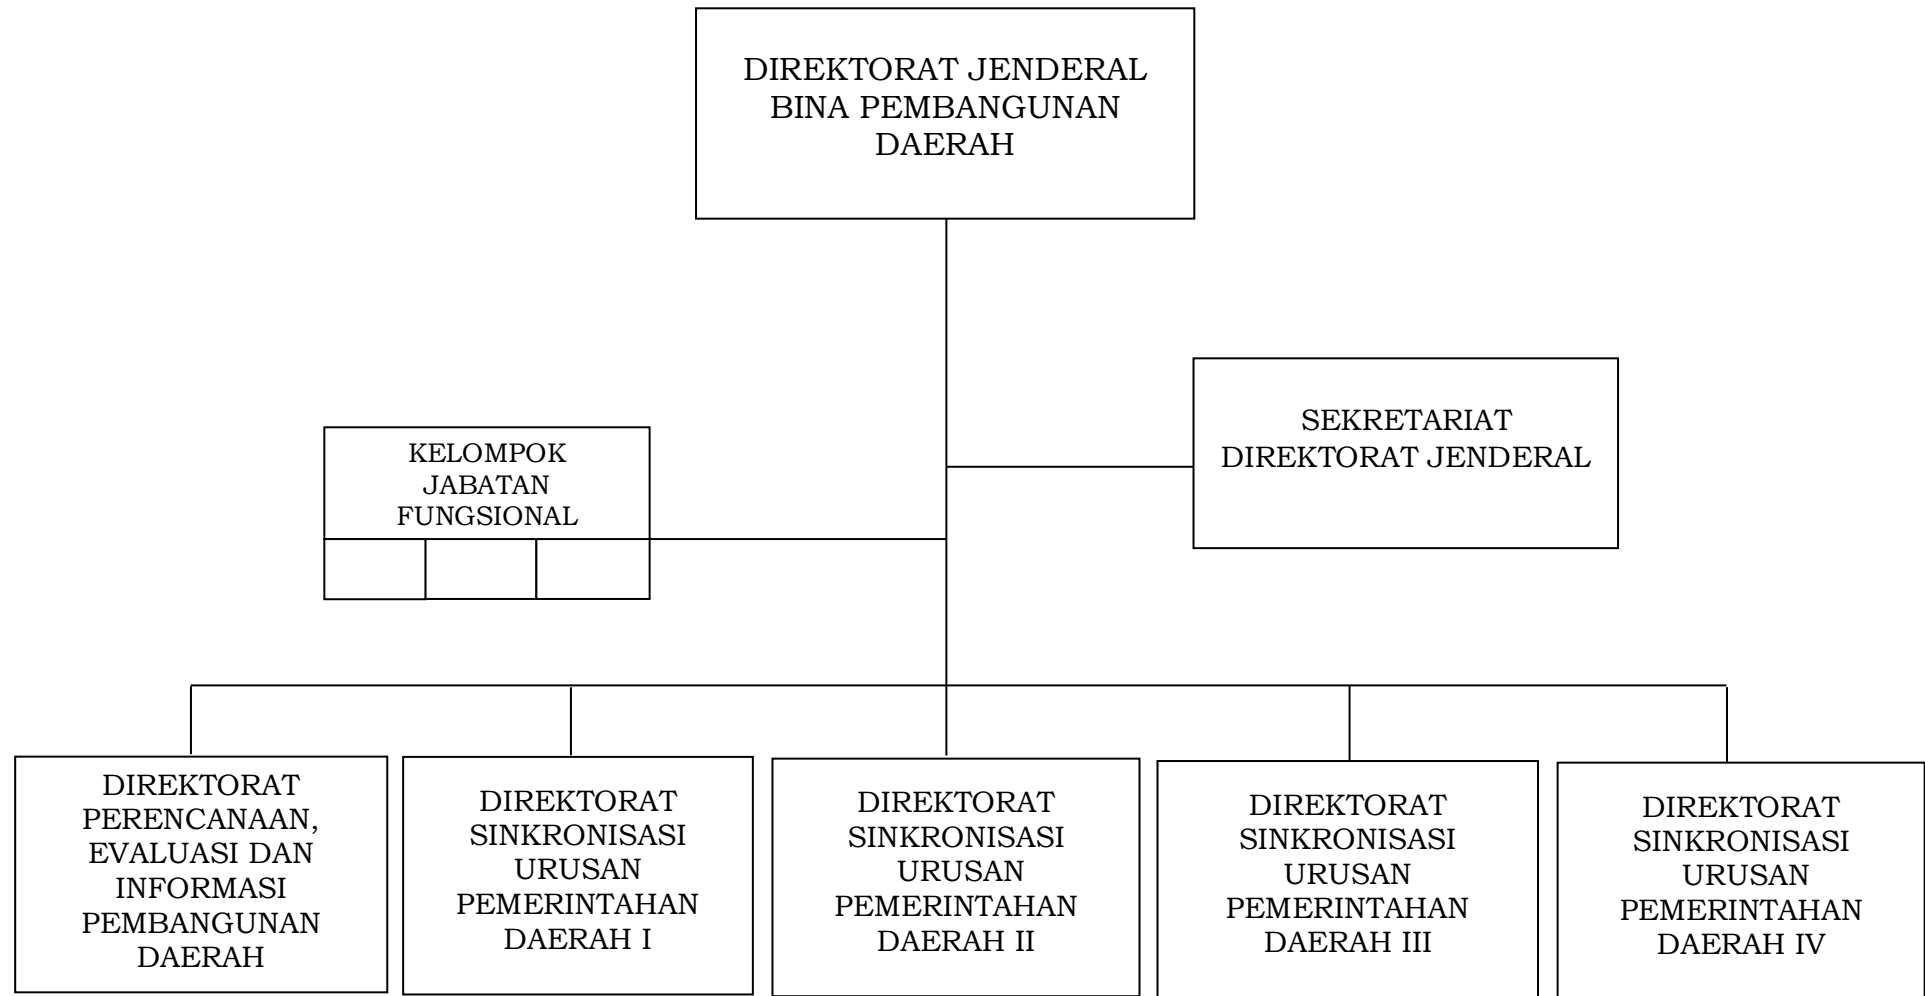 DIREKTORAT JENDERAL
BINA PEMBANGUNAN
DAERAH
SEKRETARIAT
DIREKTORAT JENDERAL
KELOMPOK
JABATAN
FUNGSIONAL
DIREKTORAT
PERENCANAAN,
EVALUASI DAN
INFORMASI
PEMBANGUNAN
DAERAH
DIREKTORAT
SINKRONISASI
URUSAN
PEMERINTAHAN
DAERAH I
DIREKTORAT
SINKRONISASI
URUSAN
PEMERINTAHAN
DAERAH II
DIREKTORAT
SINKRONISASI
URUSAN
PEMERINTAHAN
DAERAH III
DIREKTORAT
SINKRONISASI
URUSAN
PEMERINTAHAN
DAERAH IV